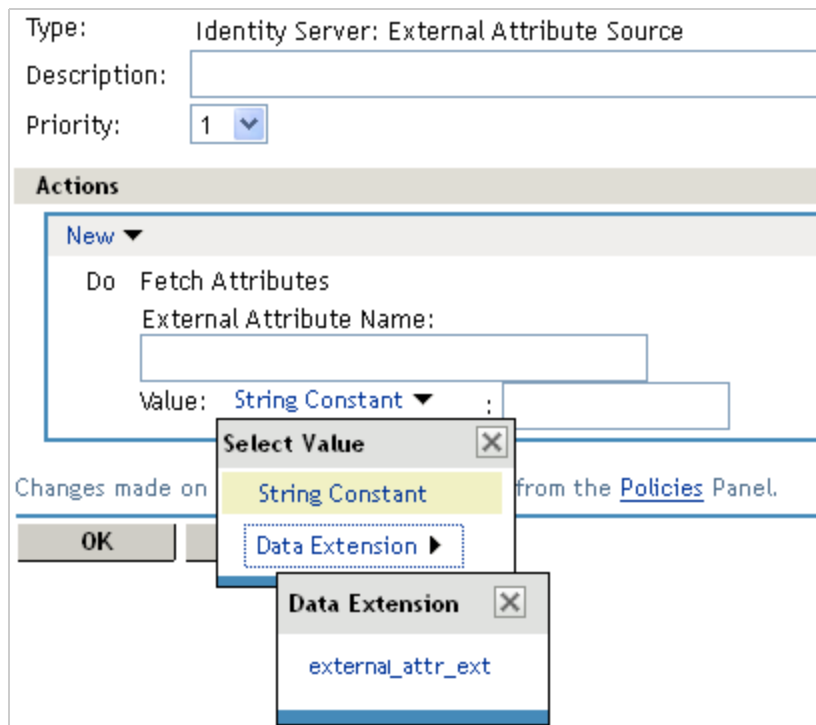 Type: Identity Server: External Attribute Source
Description:
Priority: 1
Actions
New
Do Fetch Attributes
External Attribute Name:
Value: String Constant :
Select Value
Changes made on
String Constant
from the Policies Panel.
OK
Data Extension
Data Extension
external_attr_ext